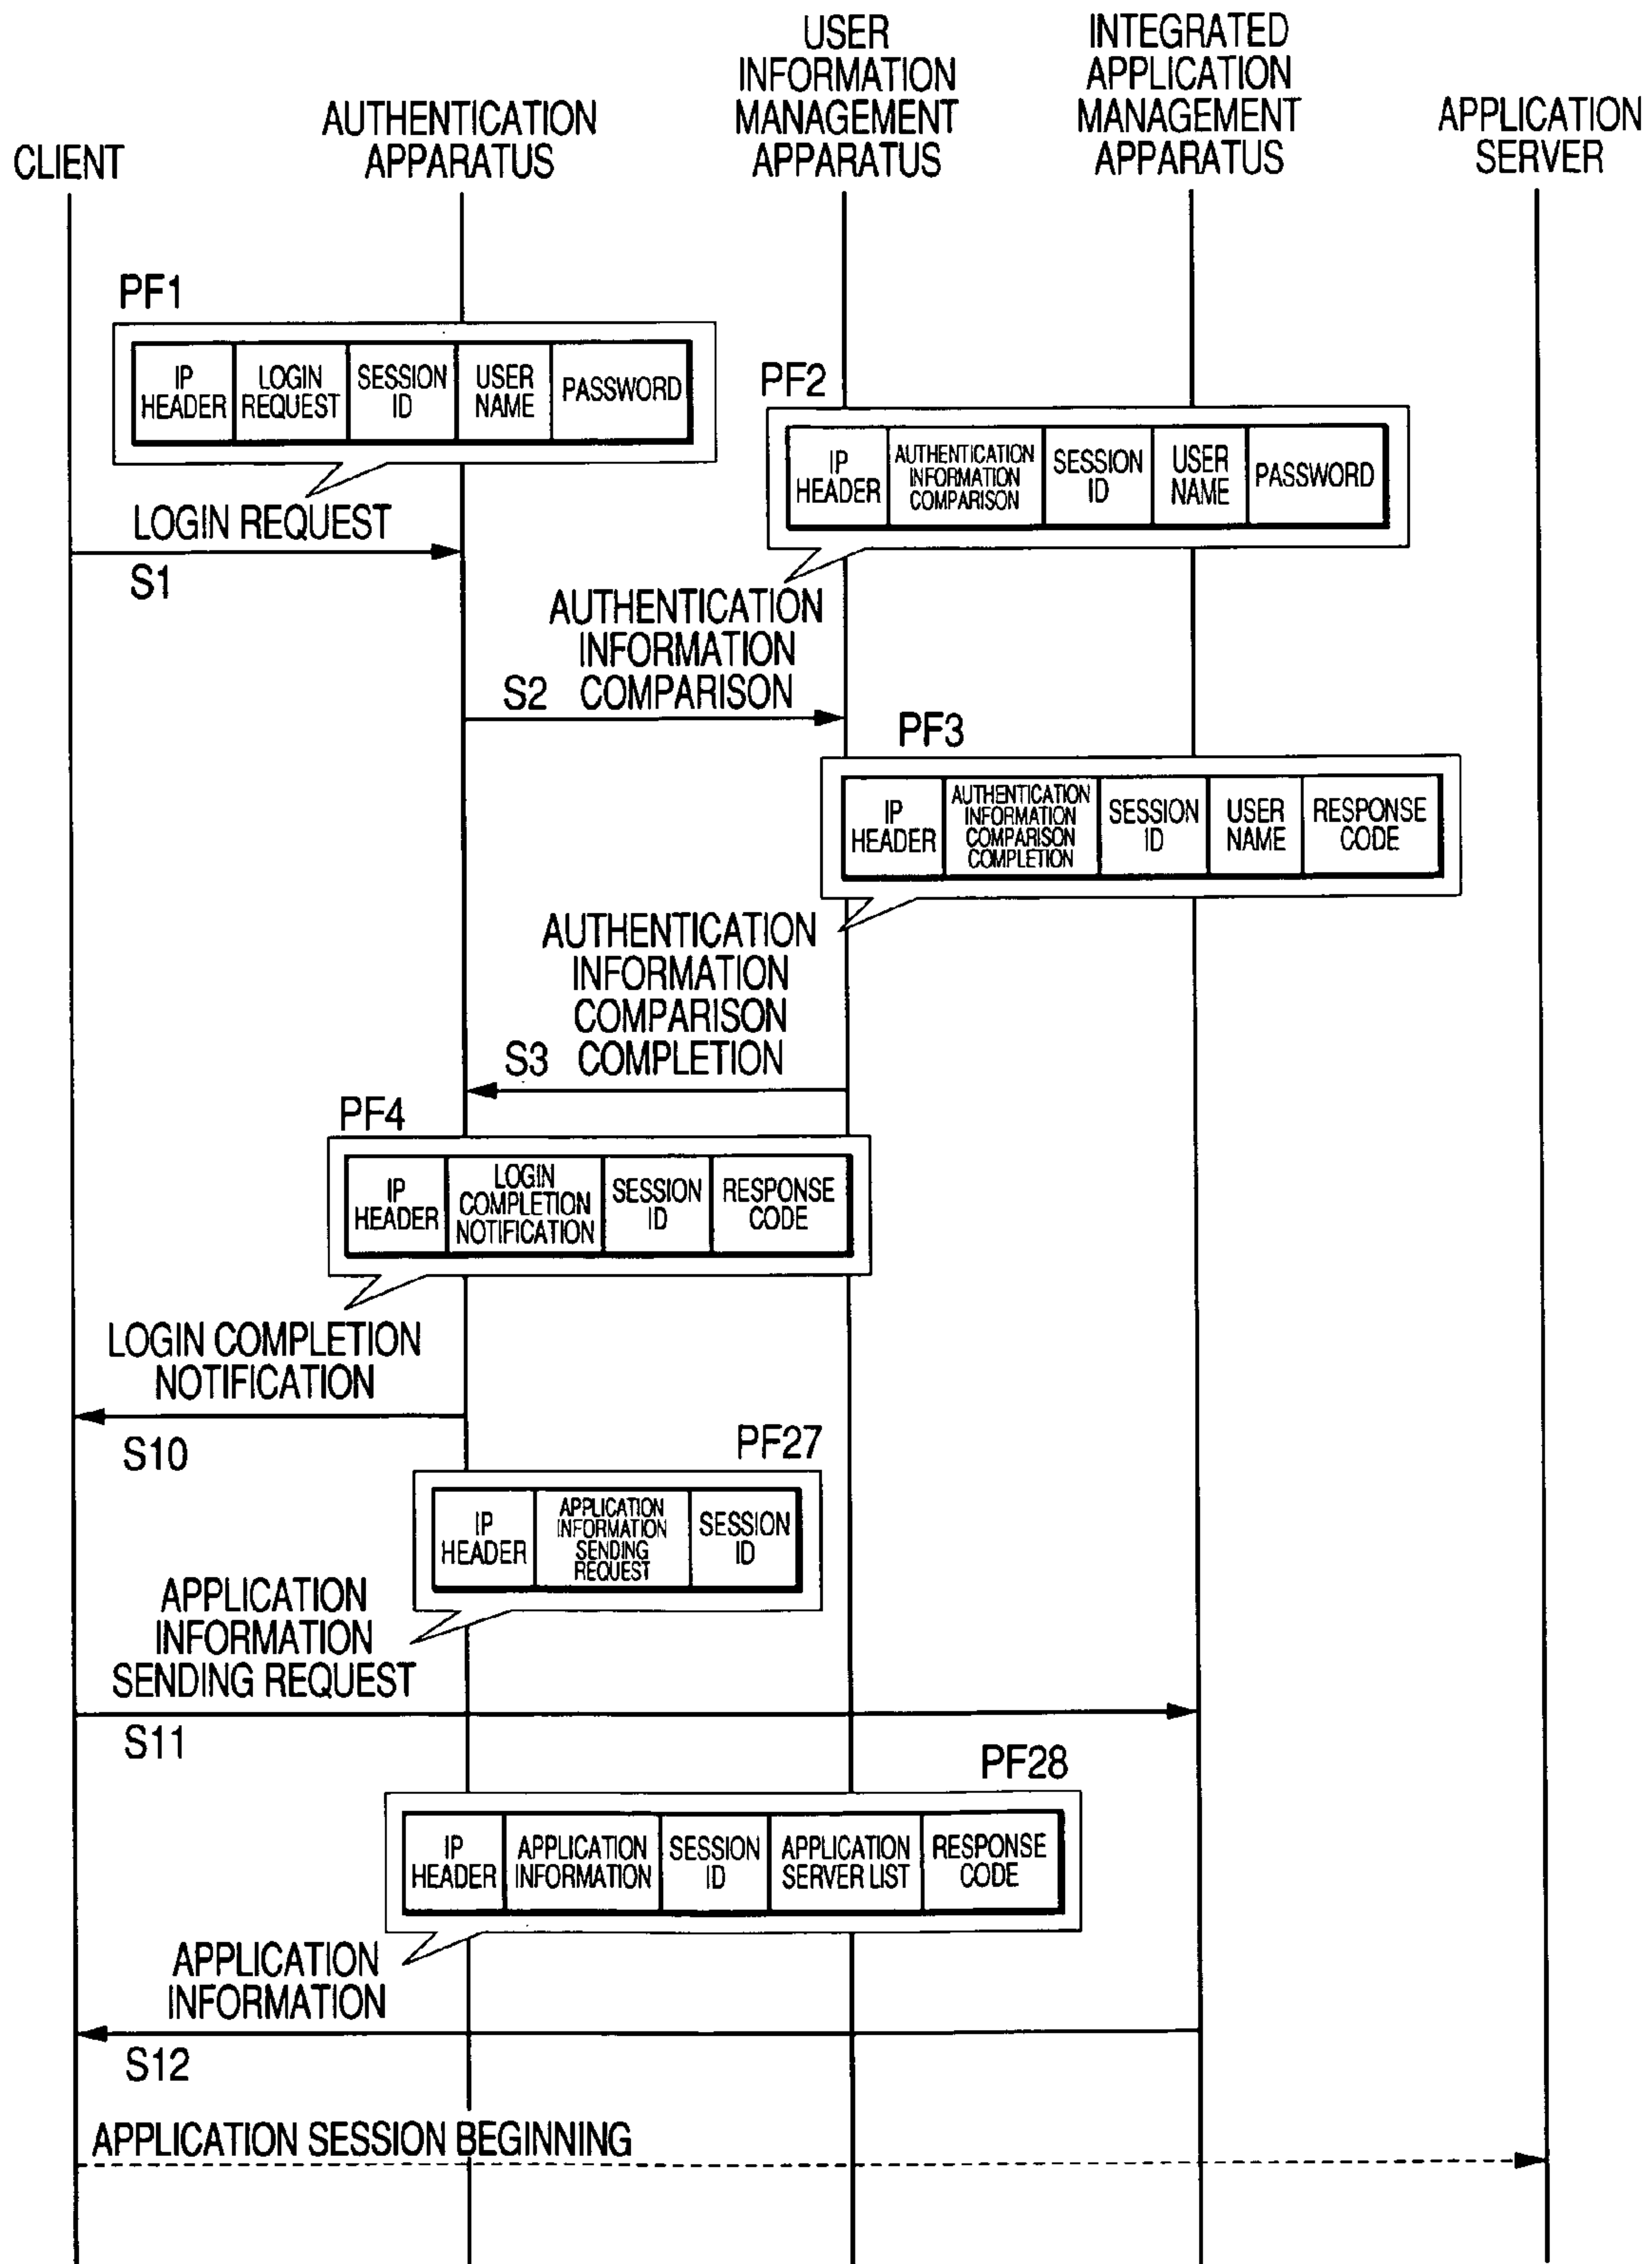 CLIENT
AUTHENTICATION
APPARATUS
USER
INFORMATION
MANAGEMENT
APPARATUS
INTEGRATED
APPLICATION
MANAGEMENT
APPARATUS
APPLICATION
SERVER
PF1
IP
HEADER
LOGIN
REQUEST
SESSION
ID
USER
NAME
PASSWORD
LOGIN REQUEST
S1
PF2
IP
HEADER
AUTHENTICATION
INFORMATION
COMPARISON
SESSION
ID
USER
NAME
PASSWORD
AUTHENTICATION
INFORMATION
S2 COMPARISON
PF3
IP
HEADER
AUTHENTICATION
INFORMATION
COMPARISON
COMPLETION
SESSION
ID
USER
NAME
RESPONSE
CODE
AUTHENTICATION
INFORMATION
COMPARISON
S3 COMPLETION
PF4
IP
HEADER
LOGIN
COMPLETION
NOTIFICATION
SESSION
ID
RESPONSE
CODE
LOGIN COMPLETION
NOTIFICATION
S10
PF27
IP
HEADER
APPLICATION
INFORMATION
SENDING
REQUEST
SESSION
ID
APPLICATION
INFORMATION
SENDING REQUEST
S11
PF28
IP
HEADER
APPLICATION
INFORMATION
SESSION
ID
APPLICATION
SERVER LIST
RESPONSE
CODE
APPLICATION
INFORMATION
S12
APPLICATION SESSION BEGINNING